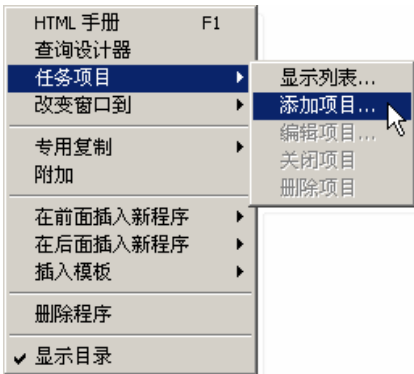 HTML 手册 F1
查询设计器
任务项目
改变窗口到
专用复制
附加
在前面插入新程序
在后面插入新程序
插入模板
删除程序
显示目录
显示列表...
添加项目...
编辑项目...
关闭项目
删除项目